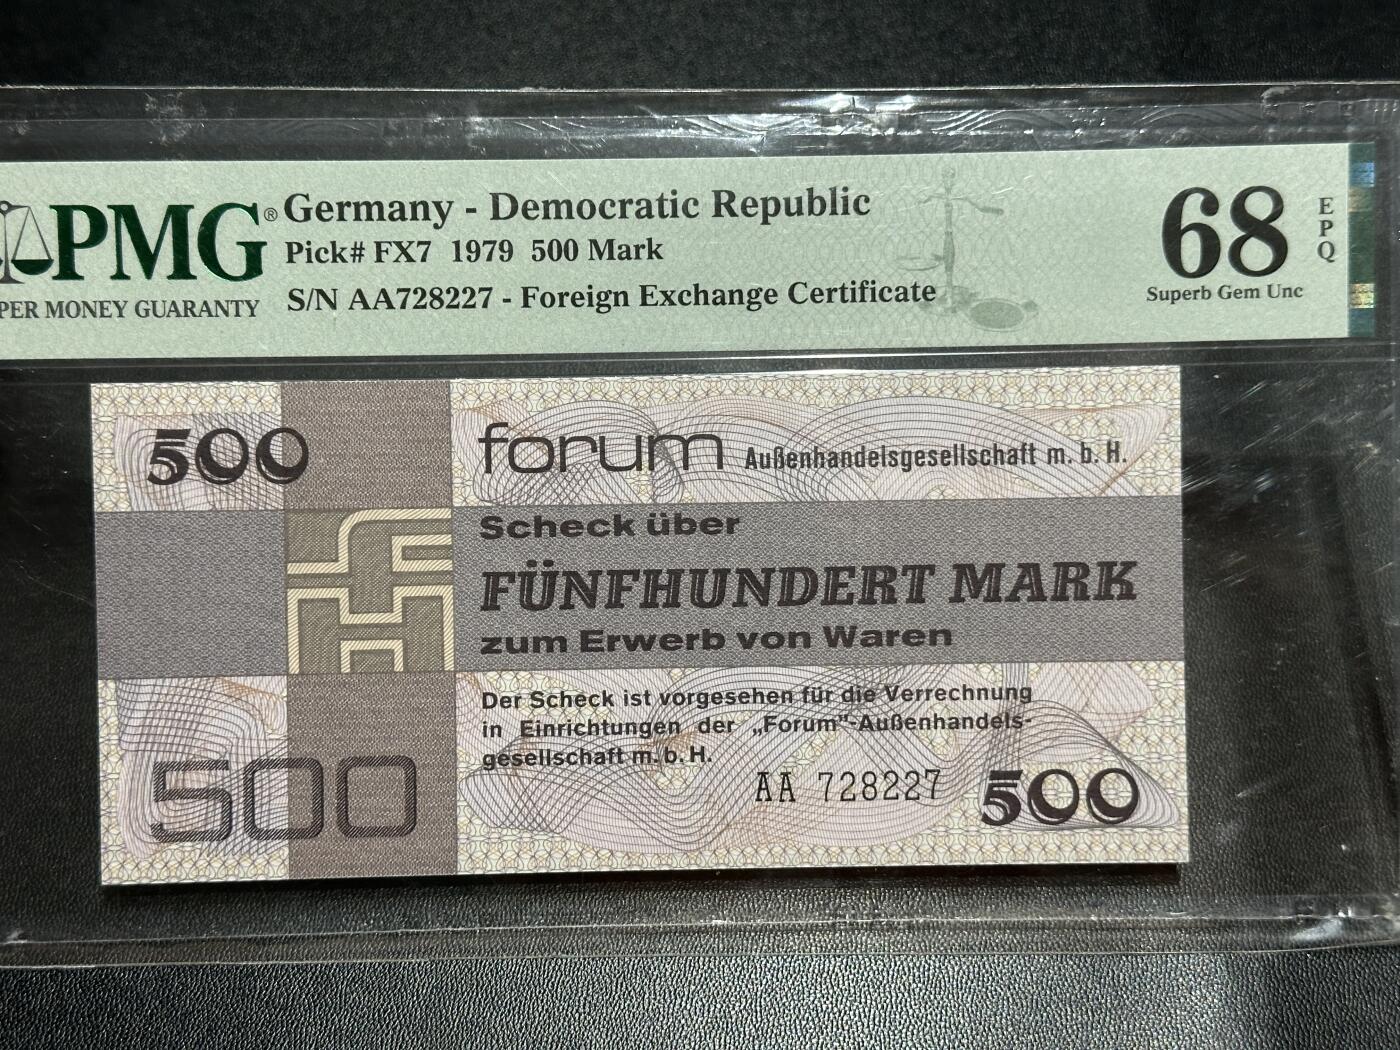 PMG®
PER MONEY GUARANTY
Germany - Democratic Republic
Pick# FX7 1979 500 Mark
S/N AA728227 - Foreign Exchange Certificate
68
EPQ
Superb Gem Unc
500
forum Außenhandelsgesellschaft m. b. H.
Scheck über
FÜNFHUNDERT MARK
zum Erwerb von Waren
Der Scheck ist vorgesehen für die Verrechnung
in Einrichtungen der „Forum"-Außenhandels-
gesellschaft m. b. H.
500
AA 728227
500